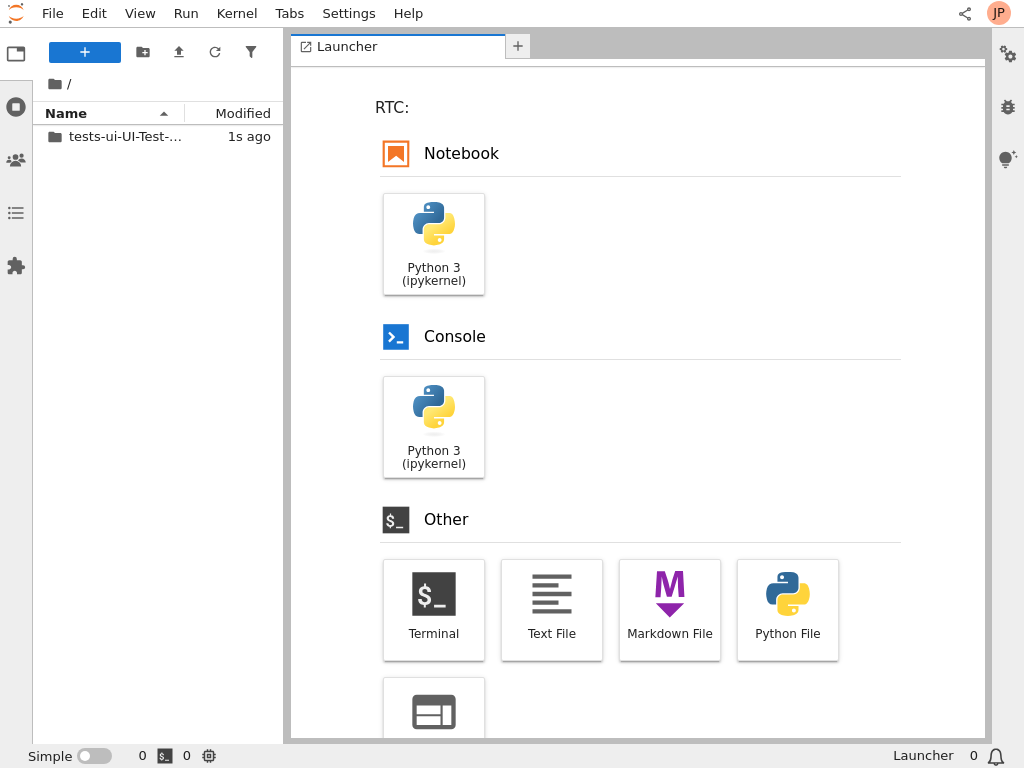 File Edit View Run Kernel Tabs Settings Help
JP
Launcher
/
Name Modified
tests-ui-UI-Test-... 1s ago
RTC:
Notebook
Python 3
(ipykernel)
Console
Python 3
(ipykernel)
$_ Other
$_
Terminal
Text File
M
Markdown File
Python File
Simple 0 $_ 0
Launcher 0